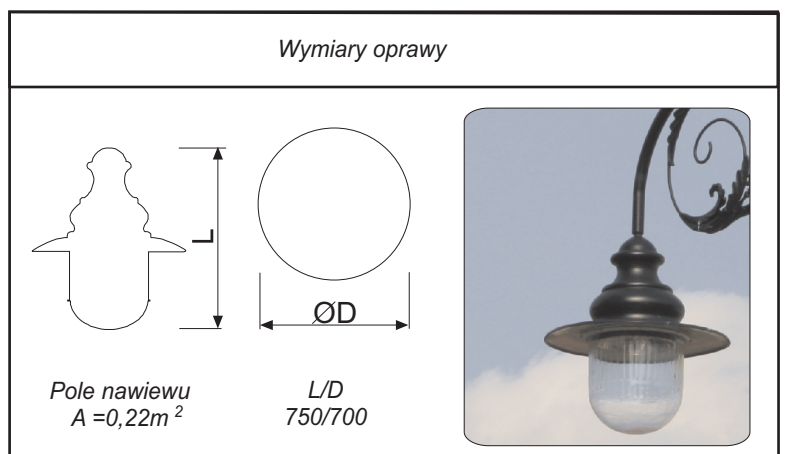 Wymiary oprawy
L
ØD
Pole nawiewu
A =0,22m 2
L/D
750/700